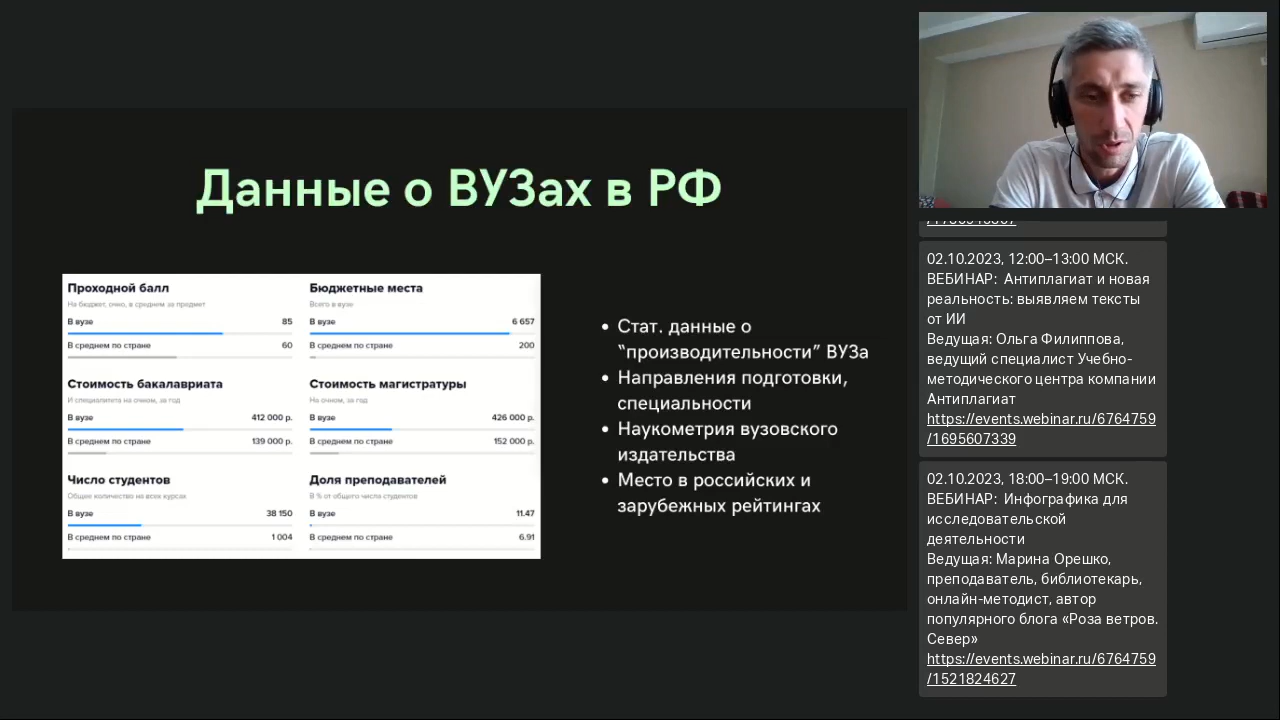 Данные о ВУЗах в РФ
Проходной балл
На бюджет, очно, в среднем за предмет
В вузе 85
В среднем по стране 60
Бюджетные места
Всего в вузе
В вузе 6 657
В среднем по стране 200
Стоимость бакалавриата
И специалитета на очном, за год
В вузе 412 000 р.
В среднем по стране 139 000 р.
Стоимость магистратуры
На очном, за год
В вузе 426 000 р.
В среднем по стране 152 000 р.
Число студентов
Общее количество на всех курсах
В вузе 38 150
В среднем по стране 1 004
Доля преподавателей
В % от общего числа студентов
В вузе 11.47
В среднем по стране 6.91
• Стат. данные о
“производительности” ВУЗа
• Направления подготовки,
специальности
• Наукометрия вузовского
издательства
• Место в российских и
зарубежных рейтингах
02.10.2023, 12:00–13:00 МСК.
ВЕБИНАР: Антиплагиат и новая
реальность: выявляем тексты
от ИИ
Ведущая: Ольга Филиппова,
ведущий специалист Учебно-
методического центра компании
Антиплагиат
https://events.webinar.ru/6764759
/1695607339
02.10.2023, 18:00–19:00 МСК.
ВЕБИНАР: Инфографика для
исследовательской
деятельности
Ведущая: Марина Орешко,
преподаватель, библиотекарь,
онлайн-методист, автор
популярного блога «Роза ветров.
Север»
https://events.webinar.ru/6764759
/1521824627